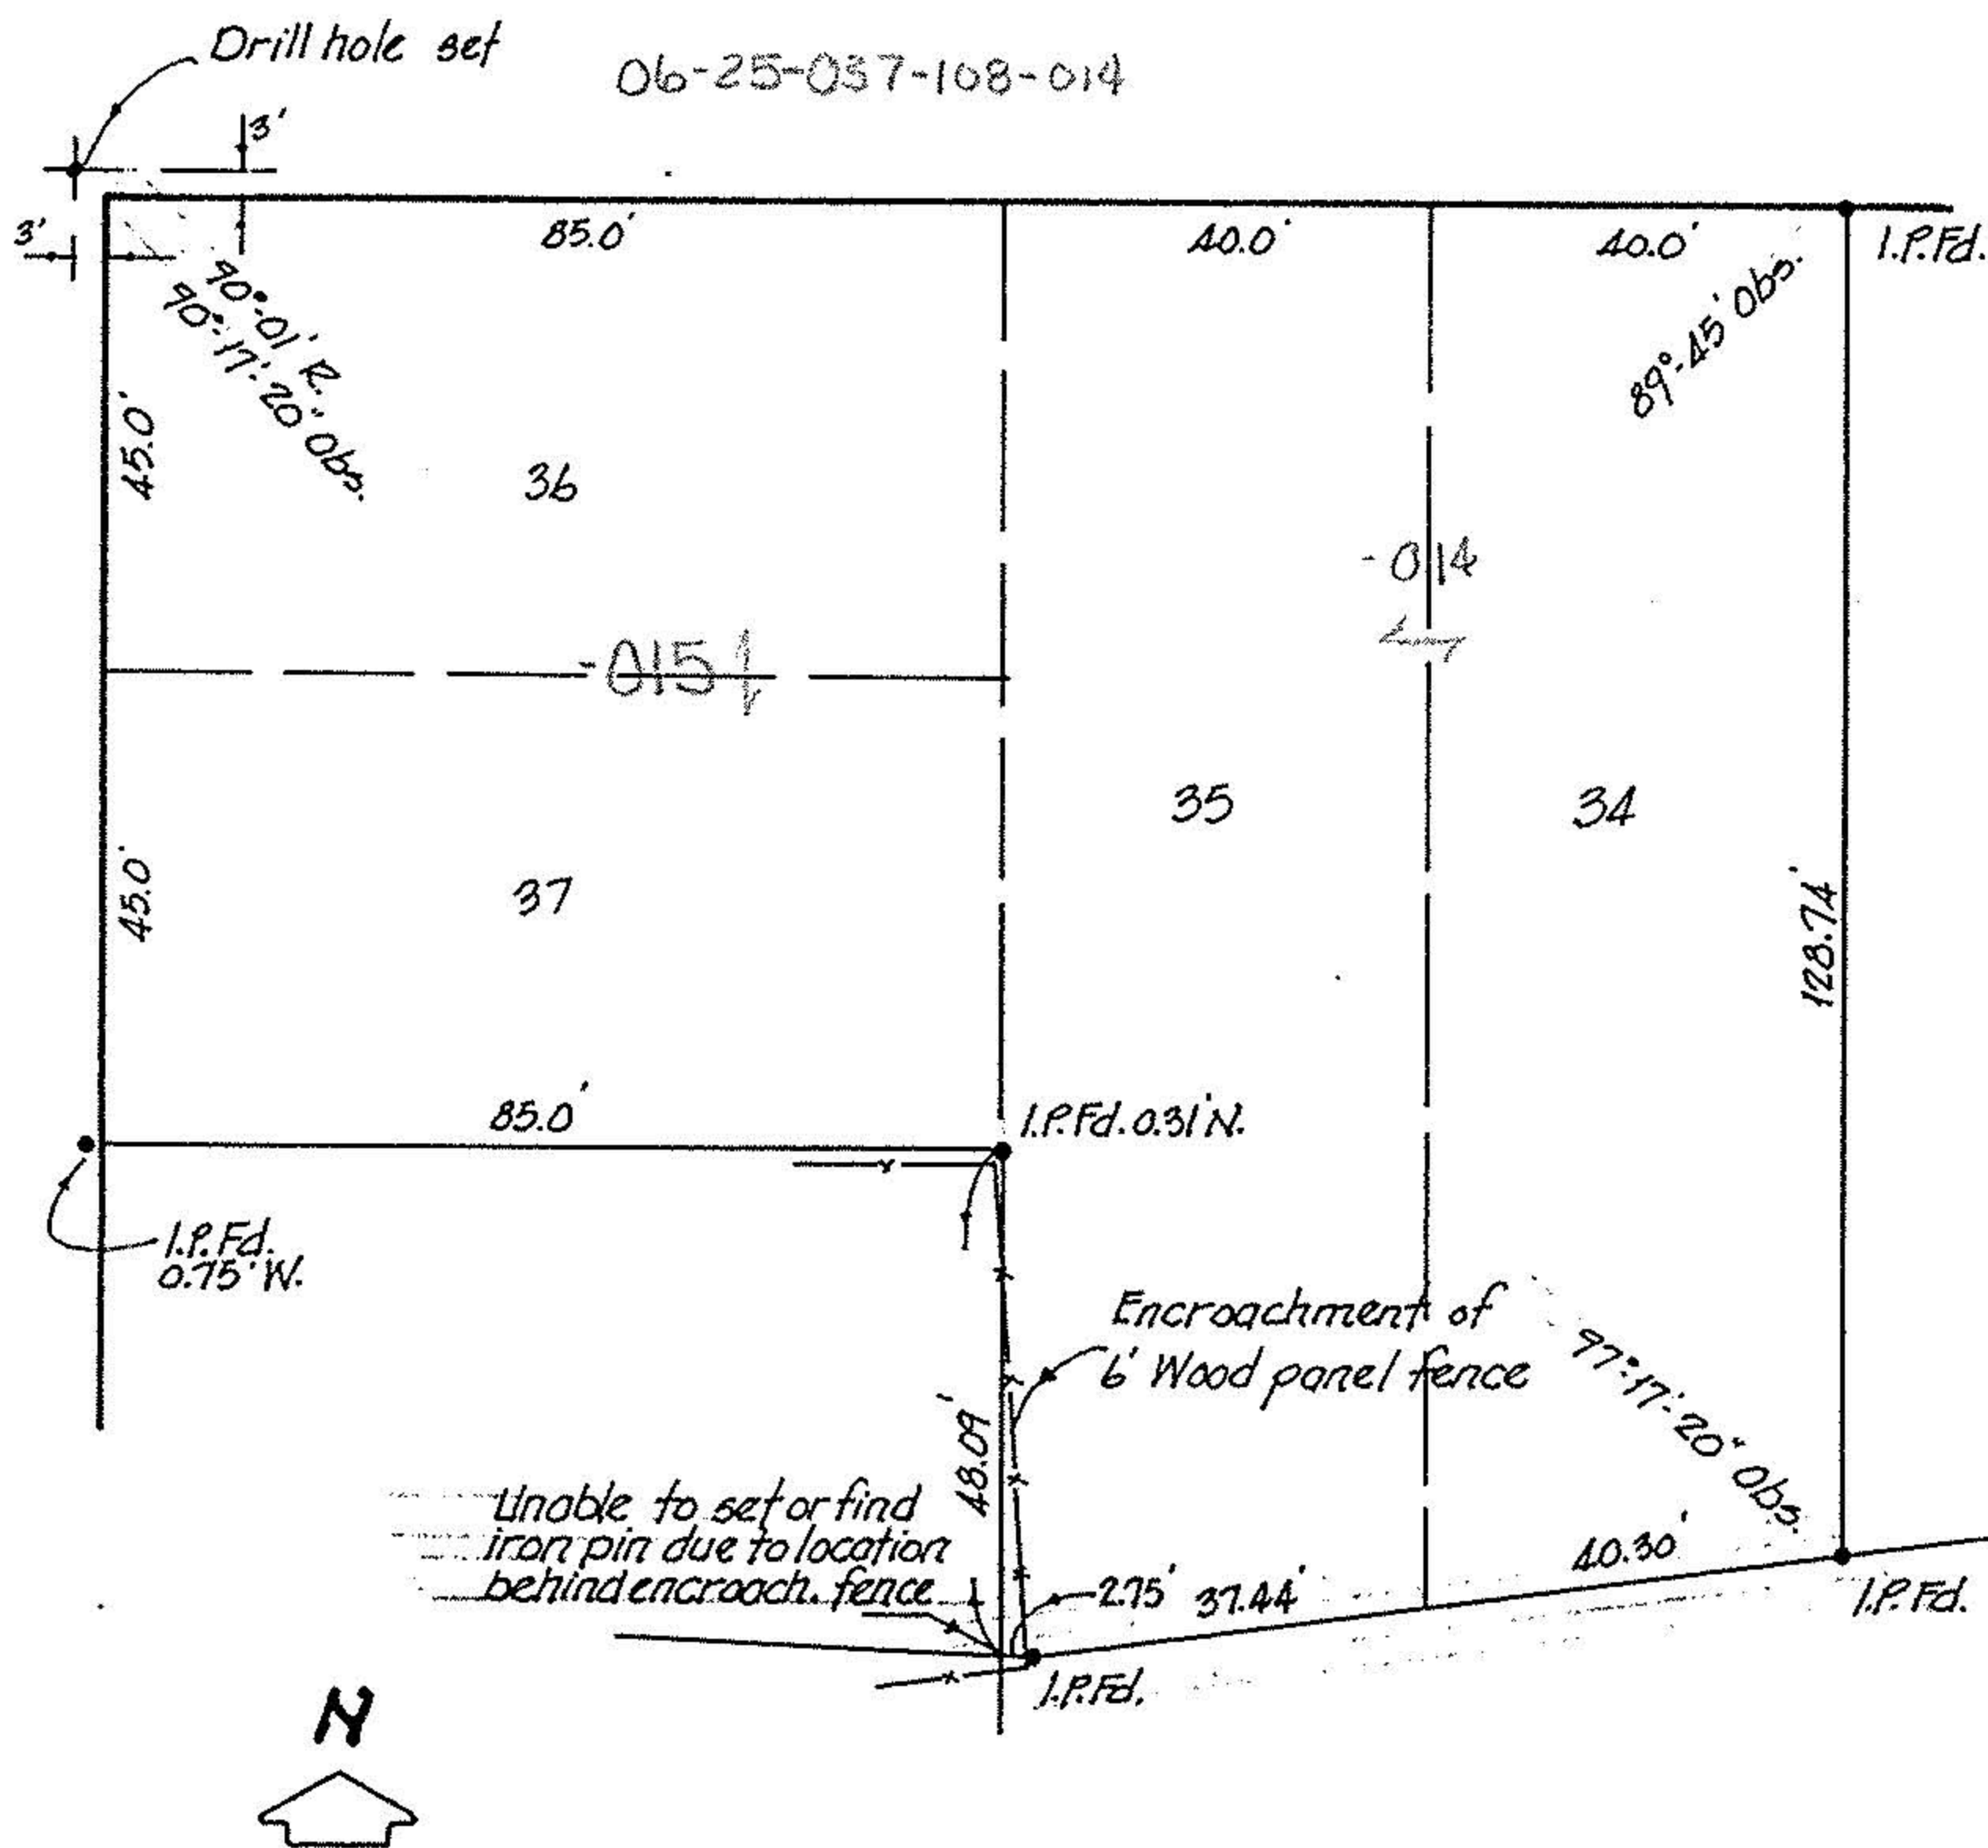 Drill hole set
06-25-037-108-014
3'
3'
85.0'
40.0'
40.0'
I.P.Fd.
90°-01' R.
90°-17'-20" Obs.
89°-45' Obs.
45.0'
36
-014
-015
35
34
45.0'
37
128.74'
85.0'
I.P.Fd. 0.31'N.
I.P.Fd.
0.75' W.
Encroachment of
6' Wood panel fence
97°-17'-20" Obs.
48.09'
Unable to set or find
iron pin due to location
behind encroach. fence
2.75'
37.44'
40.30'
I.P.Fd.
I.P.Fd.
N